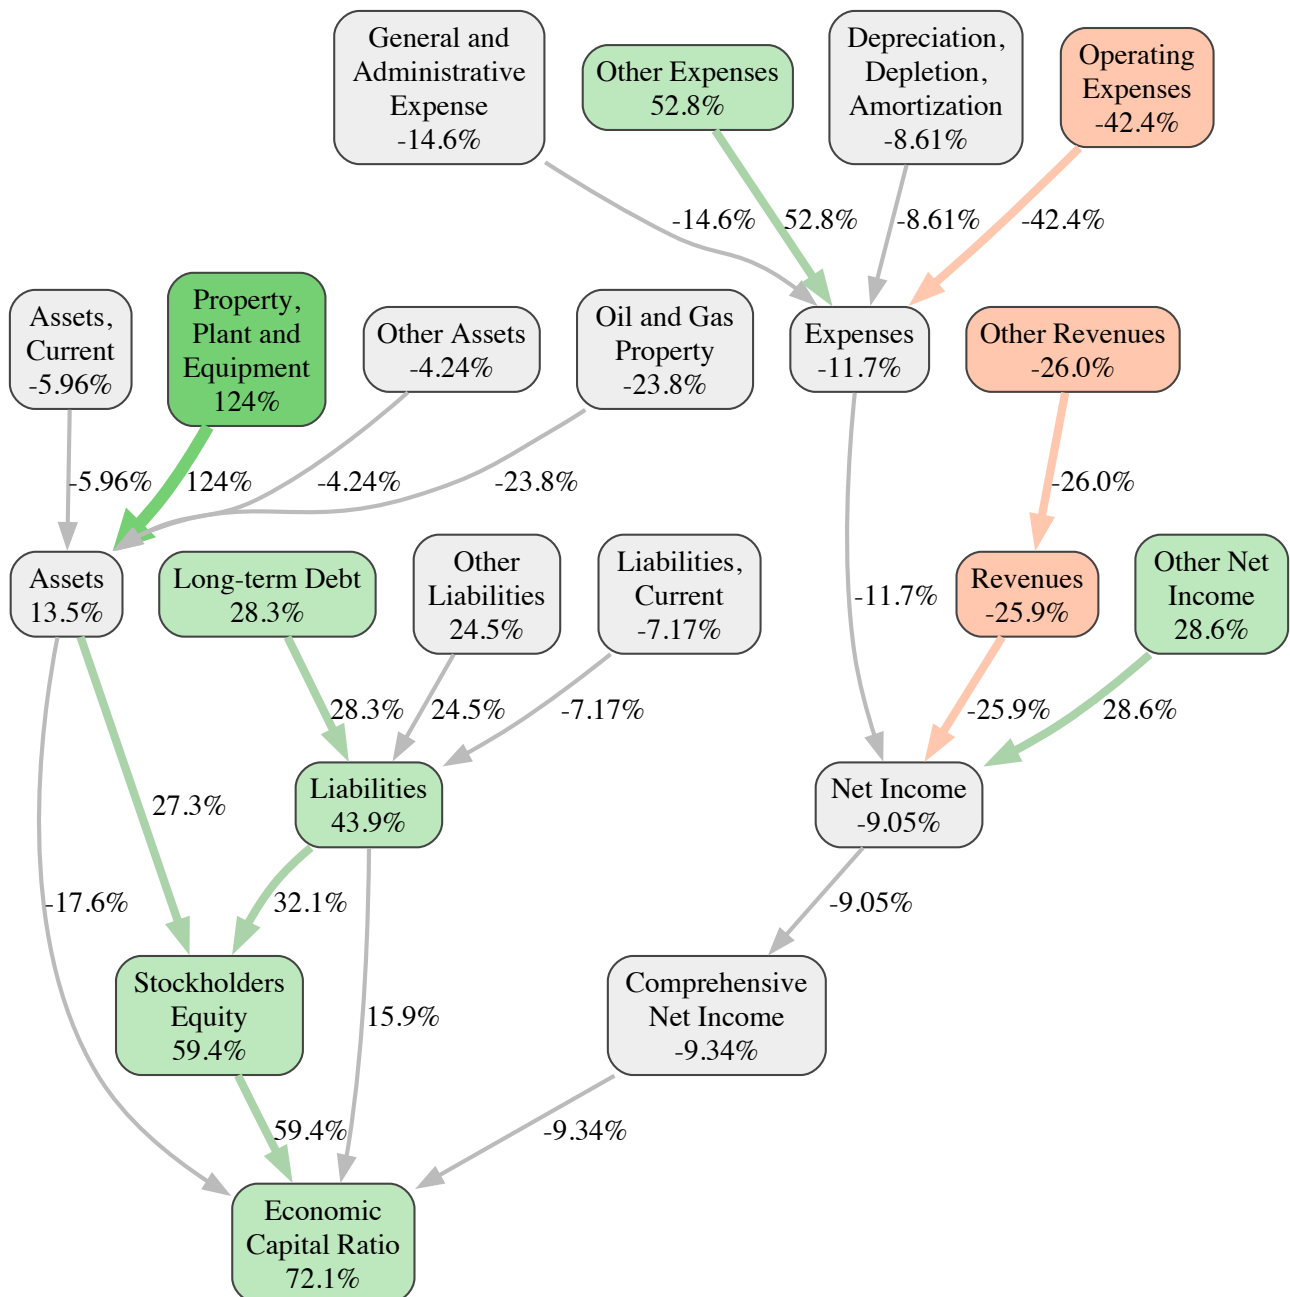 General and
Administrative
Expense
-14.6%
Other Expenses
52.8%
Depreciation,
Depletion,
Amortization
-8.61%
Operating
Expenses
-42.4%
-14.6%
52.8%
-8.61%
-42.4%
Assets,
Current
-5.96%
Property,
Plant and
Equipment
124%
Other Assets
-4.24%
Oil and Gas
Property
-23.8%
Expenses
-11.7%
Other Revenues
-26.0%
-5.96%
124%
-4.24%
-23.8%
-26.0%
Assets
13.5%
Long-term Debt
28.3%
Other
Liabilities
24.5%
Liabilities,
Current
-7.17%
-11.7%
Revenues
-25.9%
Other Net
Income
28.6%
28.3%
24.5%
-7.17%
-25.9%
28.6%
27.3%
Liabilities
43.9%
Net Income
-9.05%
-17.6%
32.1%
-9.05%
Stockholders
Equity
59.4%
15.9%
Comprehensive
Net Income
-9.34%
59.4%
-9.34%
Economic
Capital Ratio
72.1%